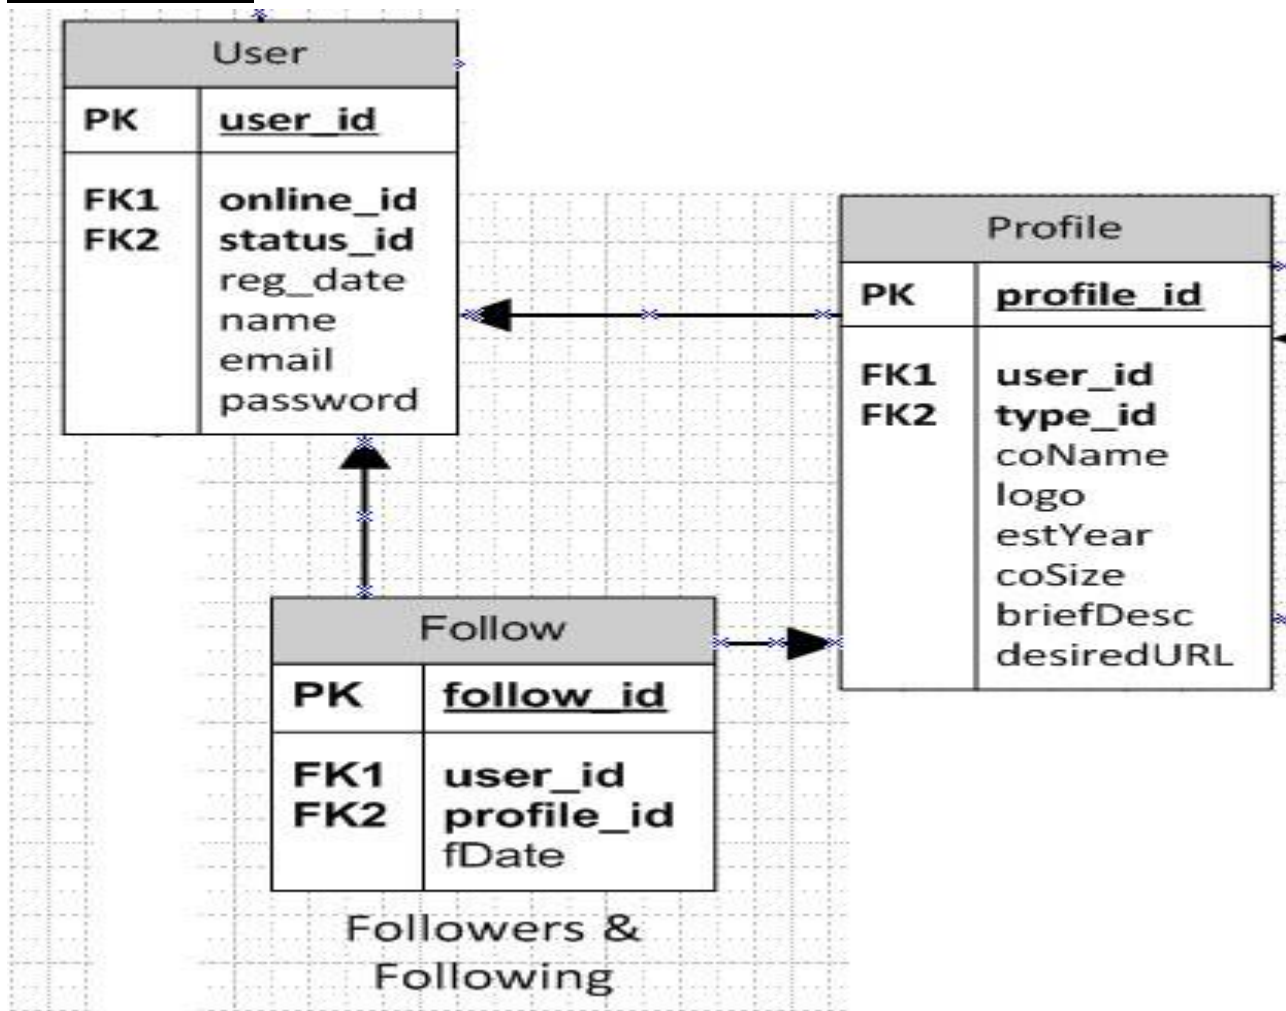 User
PK user_id
FK1 online_id
FK2 status_id
reg_date
name
email
password
Profile
PK profile_id
FK1 user_id
FK2 type_id
coName
logo
estYear
coSize
briefDesc
desiredURL
Follow
PK follow_id
FK1 user_id
FK2 profile_id
fDate
Followers &
Following